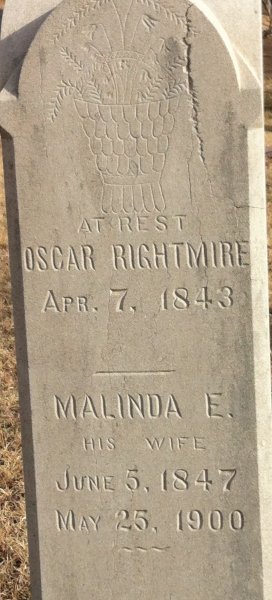 AT REST
OSCAR RIGHTMIRE
APR. 7, 1843
MALINDA E.
HIS WIFE
JUNE 5, 1847
MAY 25, 1900